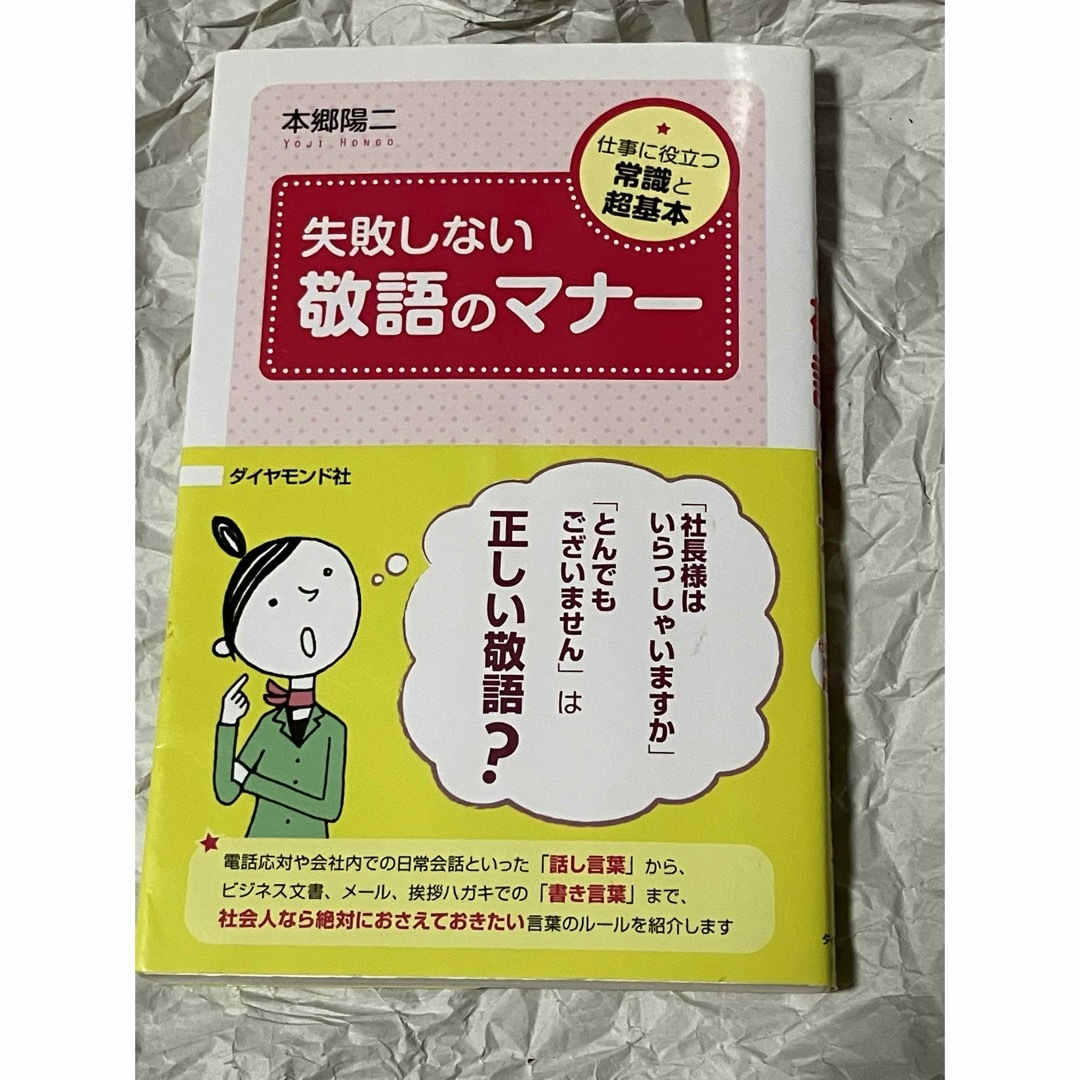 本郷陽二
YOJI HONGO
仕事に役立つ
常識と
超基本
失敗しない
敬語のマナー
ダイヤモンド社
「社長様は
いらっしゃいますか」
「とんでも
ございません」は
正しい敬語?
電話応対や会社内での日常会話といった「話し言葉」から、
ビジネス文書、メール、挨拶ハガキでの「書き言葉」まで、
社会人なら絶対におさえておきたい言葉のルールを紹介します